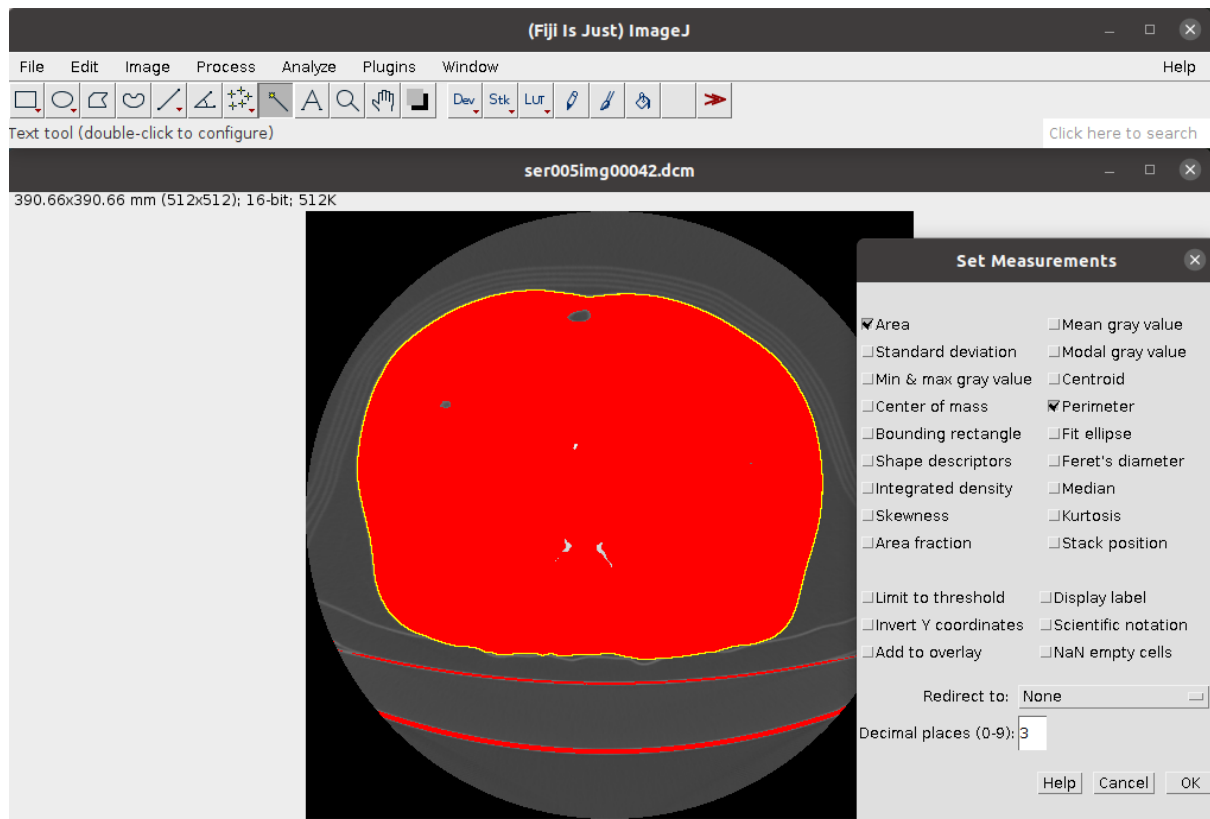 (Fiji Is Just) ImageJ
File Edit Image Process Analyze Plugins Window Help
Dev Stk LUT
Text tool (double-click to configure) Click here to search
ser005img00042.dcm
390.66x390.66 mm (512x512); 16-bit; 512K
Set Measurements
Area Mean gray value
Standard deviation Modal gray value
Min & max gray value Centroid
Center of mass Perimeter
Bounding rectangle Fit ellipse
Shape descriptors Feret's diameter
Integrated density Median
Skewness Kurtosis
Area fraction Stack position
Limit to threshold Display label
Invert Y coordinates Scientific notation
Add to overlay NaN empty cells
Redirect to: None
Decimal places (0-9): 3
Help Cancel OK